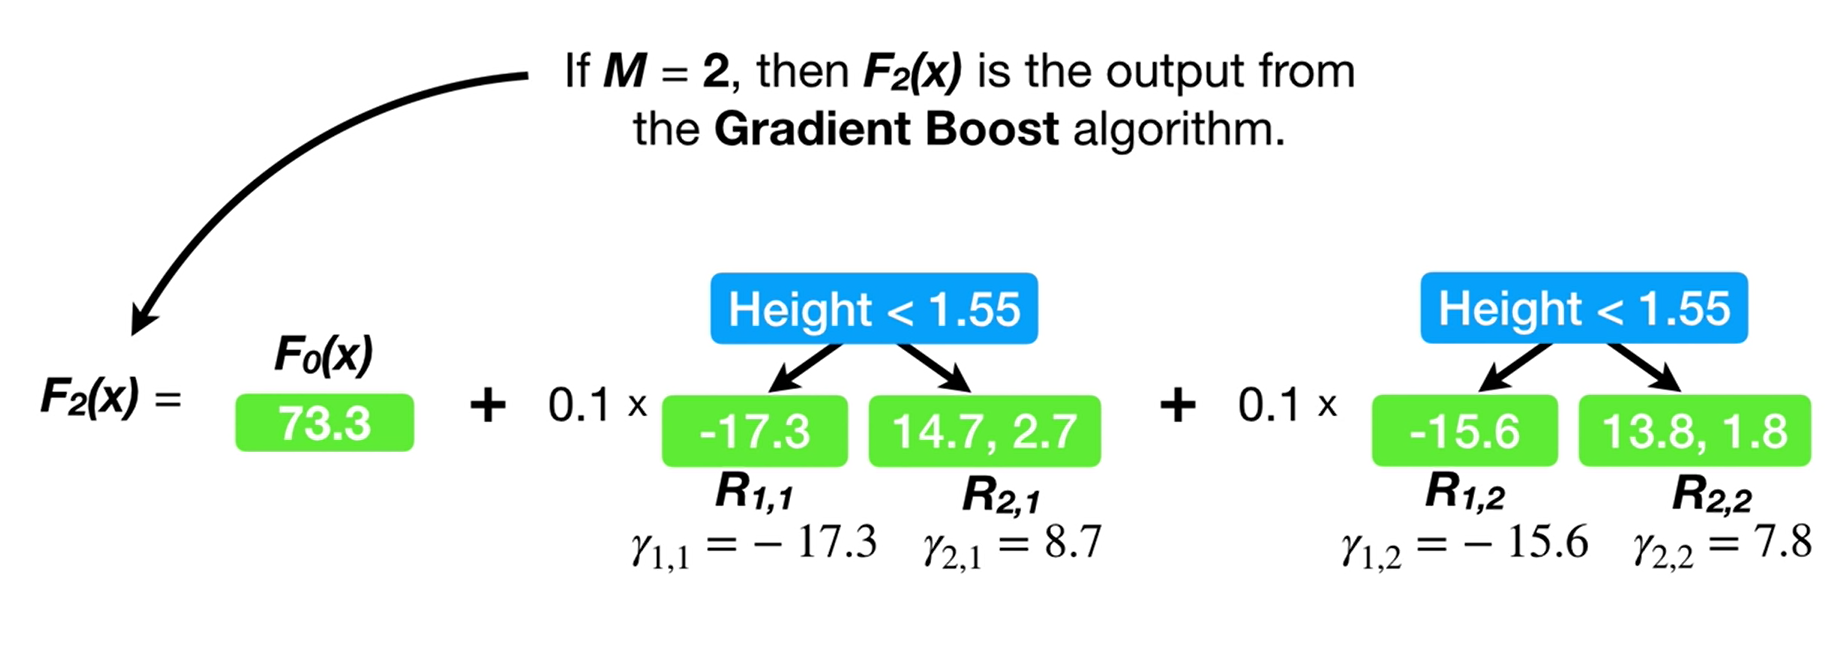 If M = 2, then F₂(x) is the output from
the Gradient Boost algorithm.
F₂(x) =
F₀(x)
73.3
+ 0.1 x
Height < 1.55
-17.3
14.7, 2.7
R₁,₁
R₂,₁
γ₁,₁ = − 17.3
γ₂,₁ = 8.7
+ 0.1 x
Height < 1.55
-15.6
13.8, 1.8
R₁,₂
R₂,₂
γ₁,₂ = − 15.6
γ₂,₂ = 7.8